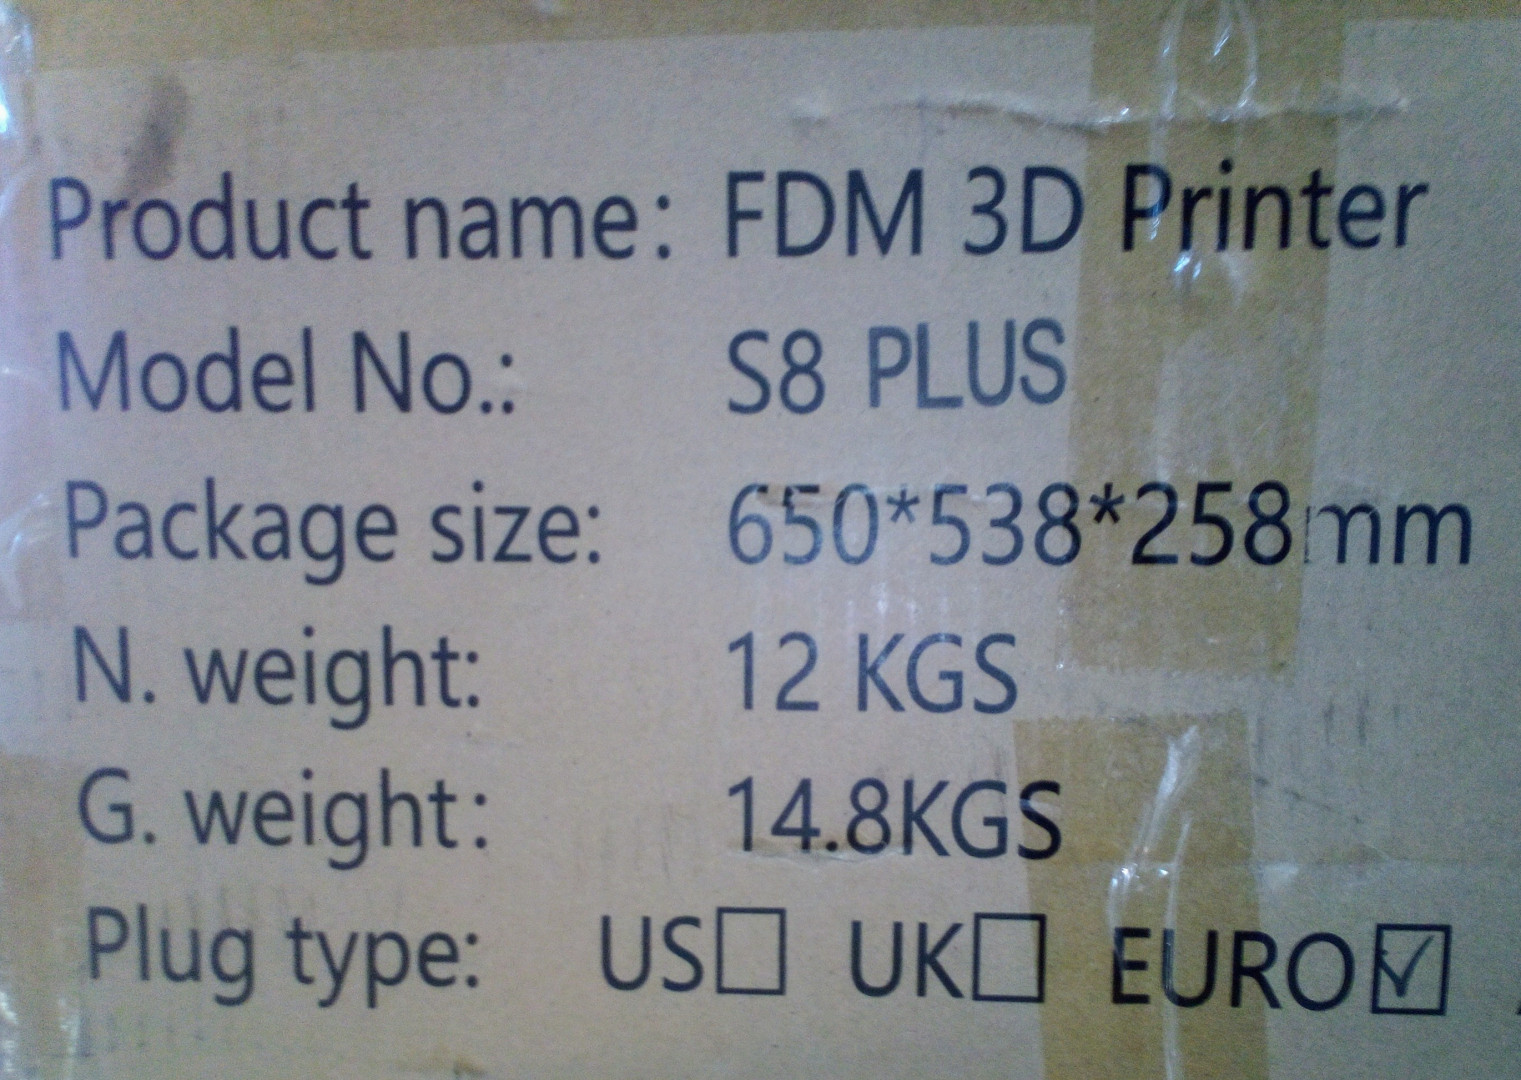 Product name: FDM 3D Printer
Model No.: S8 PLUS
Package size: 650*538*258mm
N. weight: 12 KGS
G. weight: 14.8KGS
Plug type: US☐ UK☐ EURO☑